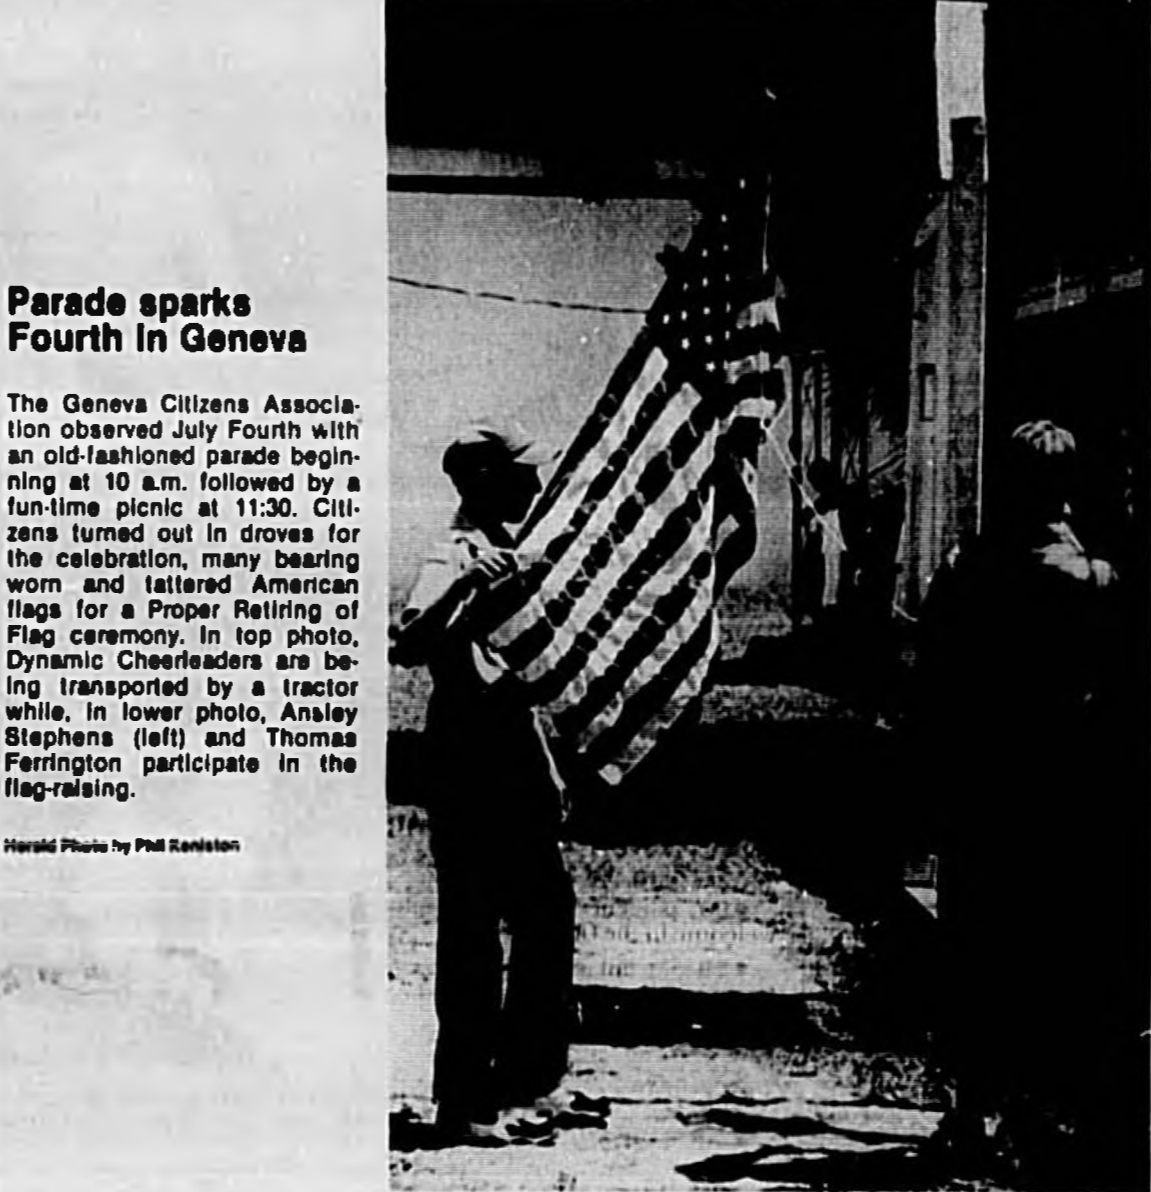 Parade sparks
Fourth in Geneva
The Geneva Citizens Associa-
tion observed July Fourth with
an old-fashioned parade begin-
ning at 10 a.m. followed by a
fun-time picnic at 11:30. Citi-
zens turned out in droves for
the celebration, many bearing
worn and tattered American
flags for a Proper Retiring of
Flag ceremony. In top photo,
Dynamic Cheerleaders are be-
ing transported by a tractor
while, in lower photo, Ansley
Stephens (left) and Thomas
Ferrington participate in the
flag-raising.
Herald Photo by Phil Keniston